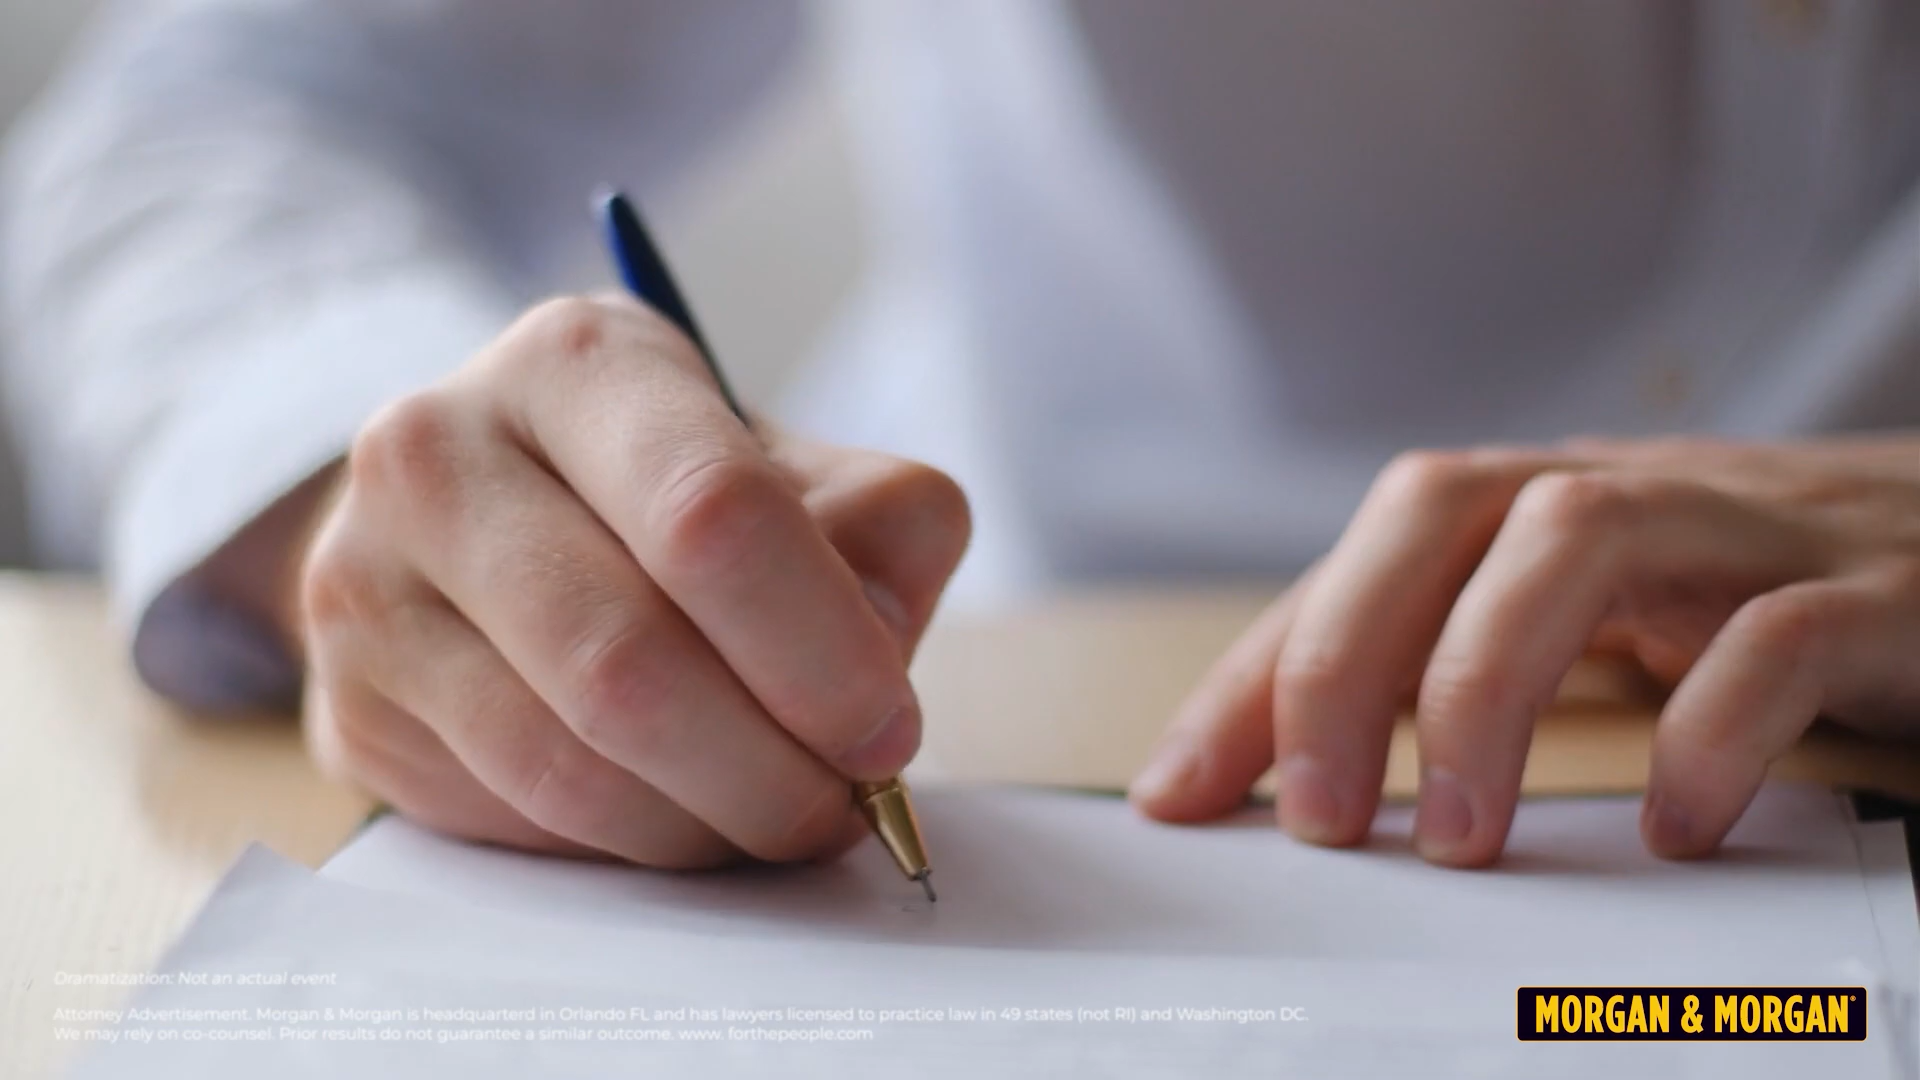 Dramatization: Not an actual event
Attorney Advertisement. Morgan & Morgan is headquarterd in Orlando FL and has lawyers licensed to practice law in 49 states (not RI) and Washington DC.
We may rely on co-counsel. Prior results do not guarantee a similar outcome. www. forthepeople.com
MORGAN & MORGAN®